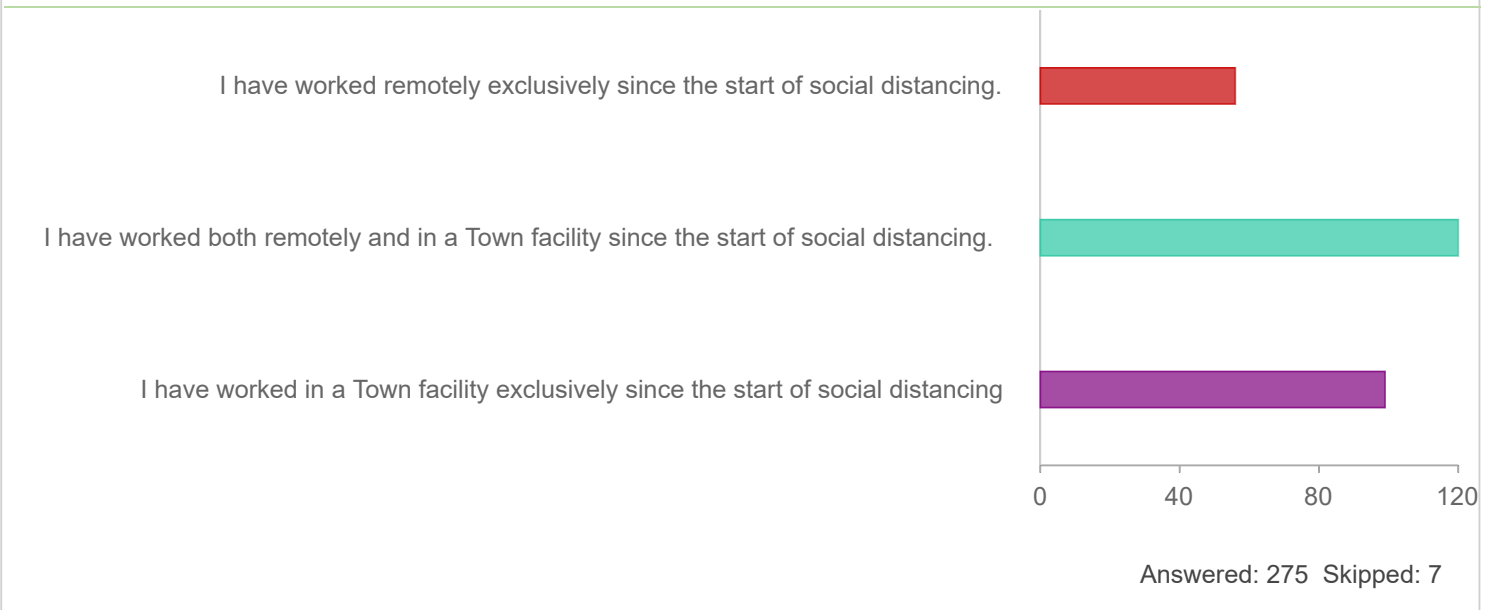 I have worked remotely exclusively since the start of social distancing.
I have worked both remotely and in a Town facility since the start of social distancing.
I have worked in a Town facility exclusively since the start of social distancing
0 40 80 120
Answered: 275 Skipped: 7